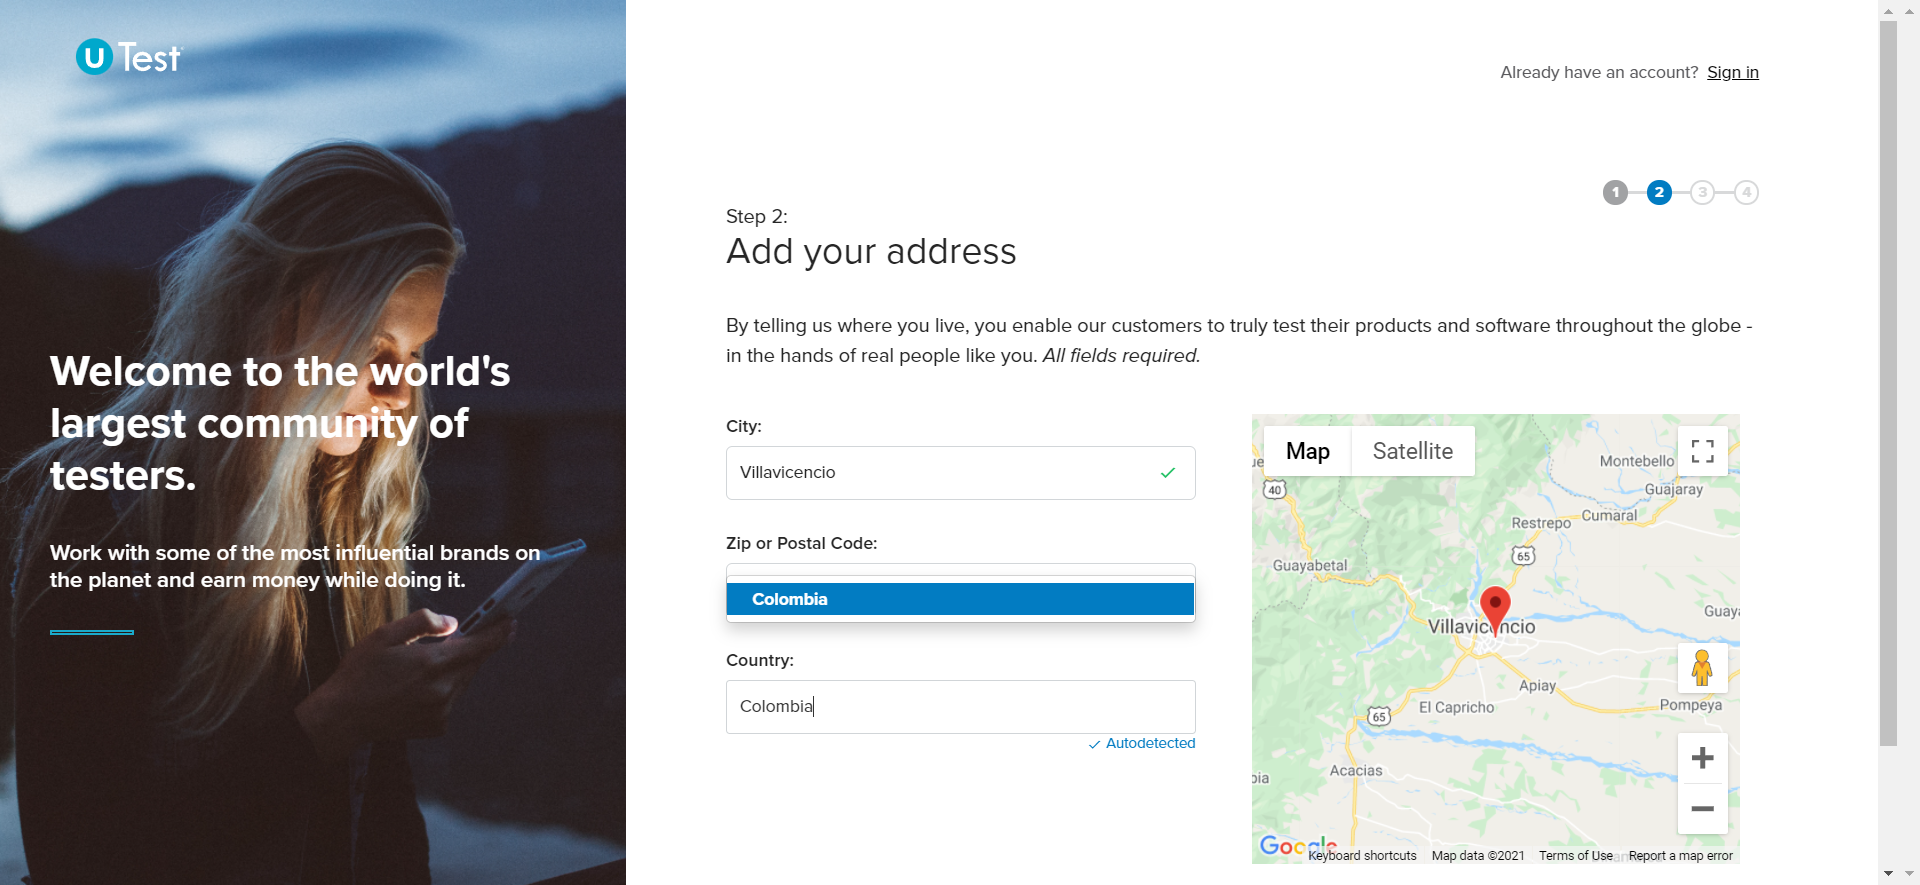 U Test
Already have an account? Sign in
1 2 3 4
Step 2:
Add your address
By telling us where you live, you enable our customers to truly test their products and software throughout the globe -
in the hands of real people like you. All fields required.
Welcome to the world's
largest community of
testers.
Work with some of the most influential brands on
the planet and earn money while doing it.
City:
Villavicencio
Zip or Postal Code:
Colombia
Country:
Colombia
Autodetected
Map Satellite
Montebello
40
Guajaray
Cumaral
Restrepo
65
Guayabetal
Guaya
Villavicencio
Apiay
Pompeya
El Capricho
65
Acacias
Google
Keyboard shortcuts Map data ©2021 Terms of Use Report a map error